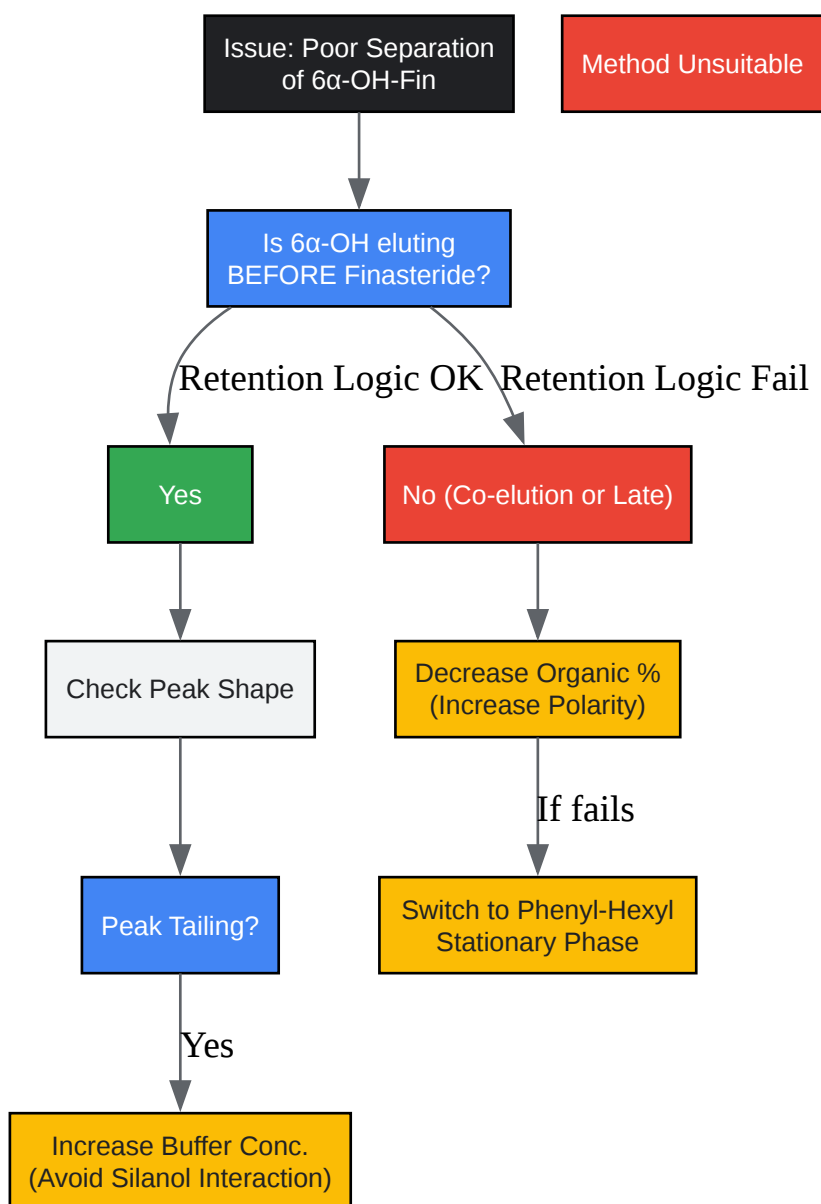 Issue: Poor Separation
of 6α-OH-Fin
Method Unsuitable
Is 6α-OH eluting
BEFORE Finasteride?
Retention Logic OK
Retention Logic Fail
Yes
No (Co-elution or Late)
Check Peak Shape
Decrease Organic %
(Increase Polarity)
If fails
Peak Tailing?
Switch to Phenyl-Hexyl
Stationary Phase
Yes
Increase Buffer Conc.
(Avoid Silanol Interaction)